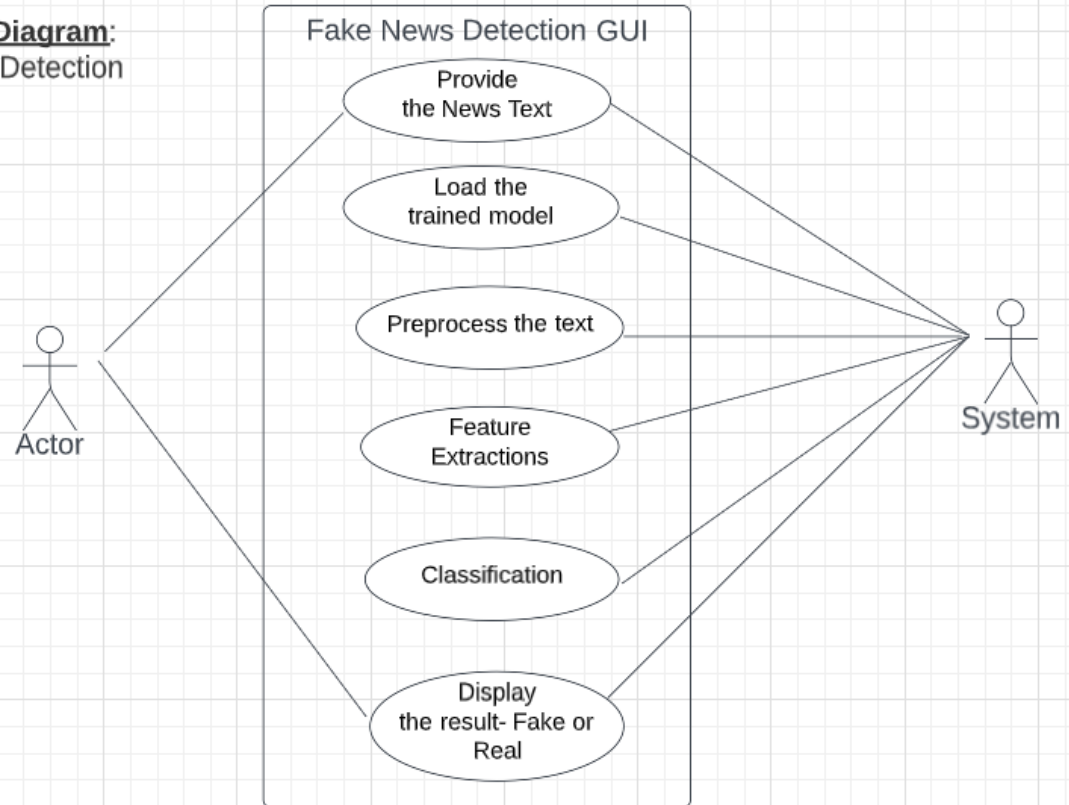 Diagram:
Detection
Fake News Detection GUI
Provide
the News Text
Load the
trained model
Preprocess the text
Feature
Extractions
Classification
Display
the result- Fake or
Real
Actor
System